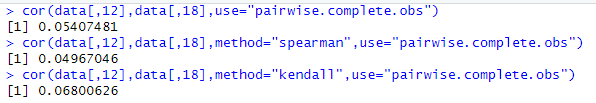 > cor(data[,12],data[,18],use="pairwise.complete.obs")
[1] 0.05407481
> cor(data[,12],data[,18],method="spearman",use="pairwise.complete.obs")
[1] 0.04967046
> cor(data[,12],data[,18],method="kendall",use="pairwise.complete.obs")
[1] 0.06800626